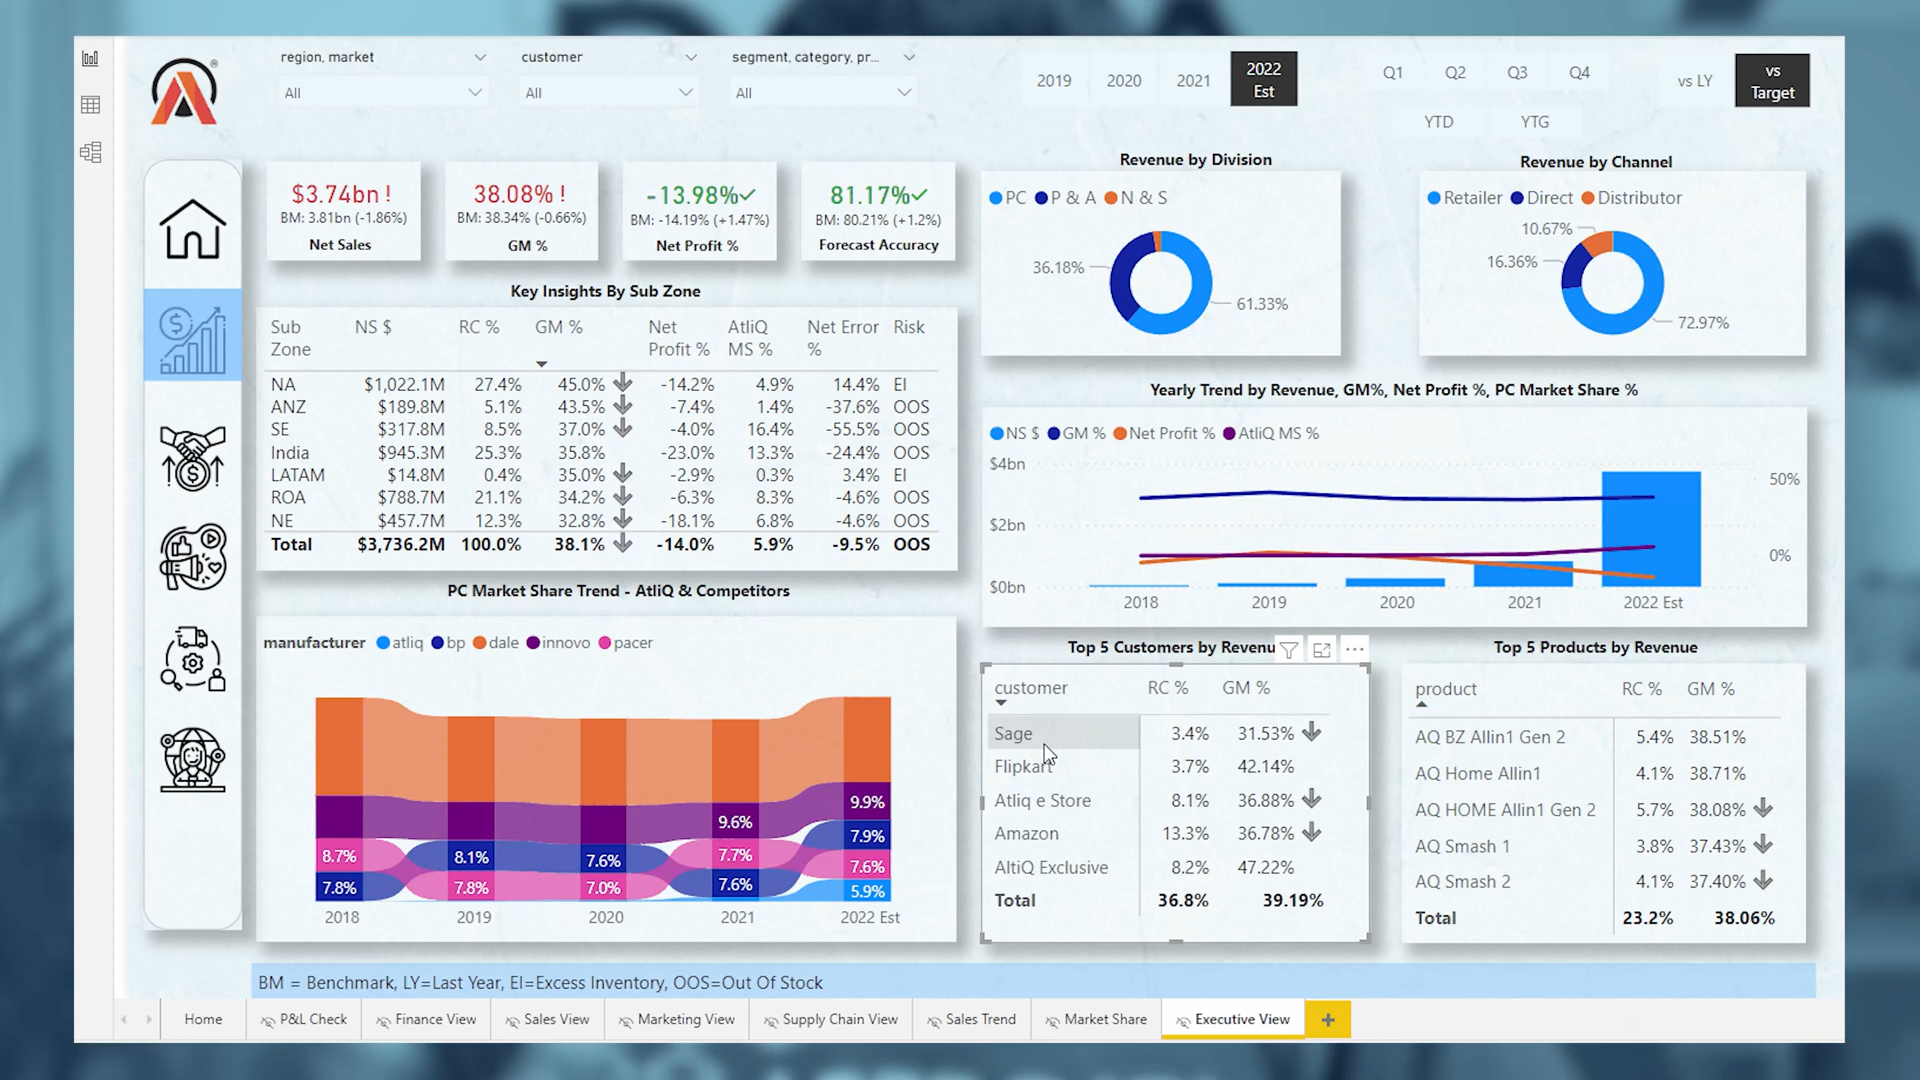 region, market
customer
segment, category, pr...
All
All
All
2019
2020
2021
2022
Est
Q1
Q2
Q3
Q4
YTD
YTG
vs LY
vs
Target
$3.74bn !
BM: 3.81bn (-1.86%)
Net Sales
38.08% !
BM: 38.34% (-0.66%)
GM %
-13.98%
BM: -14.19% (+1.47%)
Net Profit %
81.17%
BM: 80.21% (+1.2%)
Forecast Accuracy
Revenue by Division
PC P & A N & S
36.18%
61.33%
Revenue by Channel
Retailer Direct Distributor
10.67%
16.36%
72.97%
Key Insights By Sub Zone
Sub Zone NS $ RC % GM % Net Profit % AtliQ MS % Net Error % Risk
NA $1,022.1M 27.4% 45.0% -14.2% 4.9% 14.4% EI
ANZ $189.8M 5.1% 43.5% -7.4% 1.4% -37.6% OOS
SE $317.8M 8.5% 37.0% -4.0% 16.4% -55.5% OOS
India $945.3M 25.3% 35.8% -23.0% 13.3% -24.4% OOS
LATAM $14.8M 0.4% 35.0% -2.9% 0.3% 3.4% EI
ROA $788.7M 21.1% 34.2% -6.3% 8.3% -4.6% OOS
NE $457.7M 12.3% 32.8% -18.1% 6.8% -4.6% OOS
Total $3,736.2M 100.0% 38.1% -14.0% 5.9% -9.5% OOS
Yearly Trend by Revenue, GM%, Net Profit %, PC Market Share %
NS $ GM % Net Profit % AtliQ MS %
$4bn
$2bn
$0bn
50%
0%
2018 2019 2020 2021 2022 Est
PC Market Share Trend - AtliQ & Competitors
manufacturer atliq bp dale innovo pacer
8.7%
7.8%
8.1%
7.8%
7.6%
7.0%
9.6%
7.7%
7.6%
9.9%
7.9%
7.6%
5.9%
2018 2019 2020 2021 2022 Est
Top 5 Customers by Revenu
customer RC % GM %
Sage 3.4% 31.53%
Flipkart 3.7% 42.14%
Atliq e Store 8.1% 36.88%
Amazon 13.3% 36.78%
AltiQ Exclusive 8.2% 47.22%
Total 36.8% 39.19%
Top 5 Products by Revenue
product RC % GM %
AQ BZ Allin1 Gen 2 5.4% 38.51%
AQ Home Allin1 4.1% 38.71%
AQ HOME Allin1 Gen 2 5.7% 38.08%
AQ Smash 1 3.8% 37.43%
AQ Smash 2 4.1% 37.40%
Total 23.2% 38.06%
BM = Benchmark, LY=Last Year, EI=Excess Inventory, OOS=Out Of Stock
Home P&L Check Finance View Sales View Marketing View Supply Chain View Sales Trend Market Share Executive View +